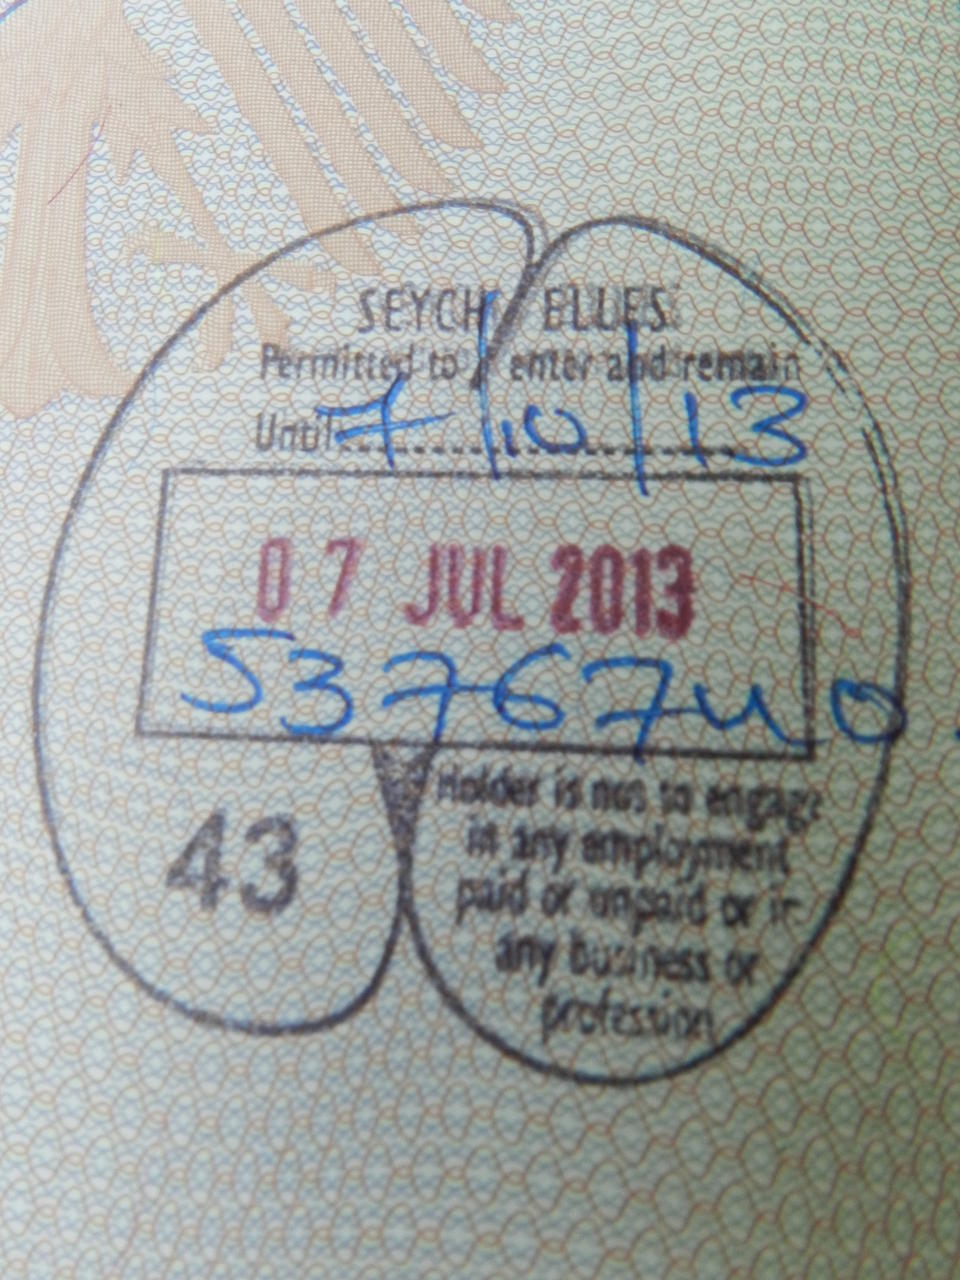 SEYCHELLES
Permitted to enter and remain
Until 7/10/13
07 JUL 2013
5376740
43
Holder is not to engage
in any employment
paid or unpaid or in
any business or
profession